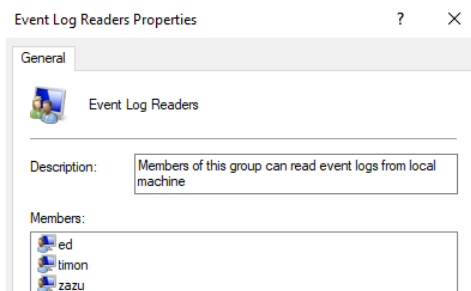 Event Log Readers Properties ? ×
General
Event Log Readers
Description: Members of this group can read event logs from local
machine
Members:
ed
timon
zazu